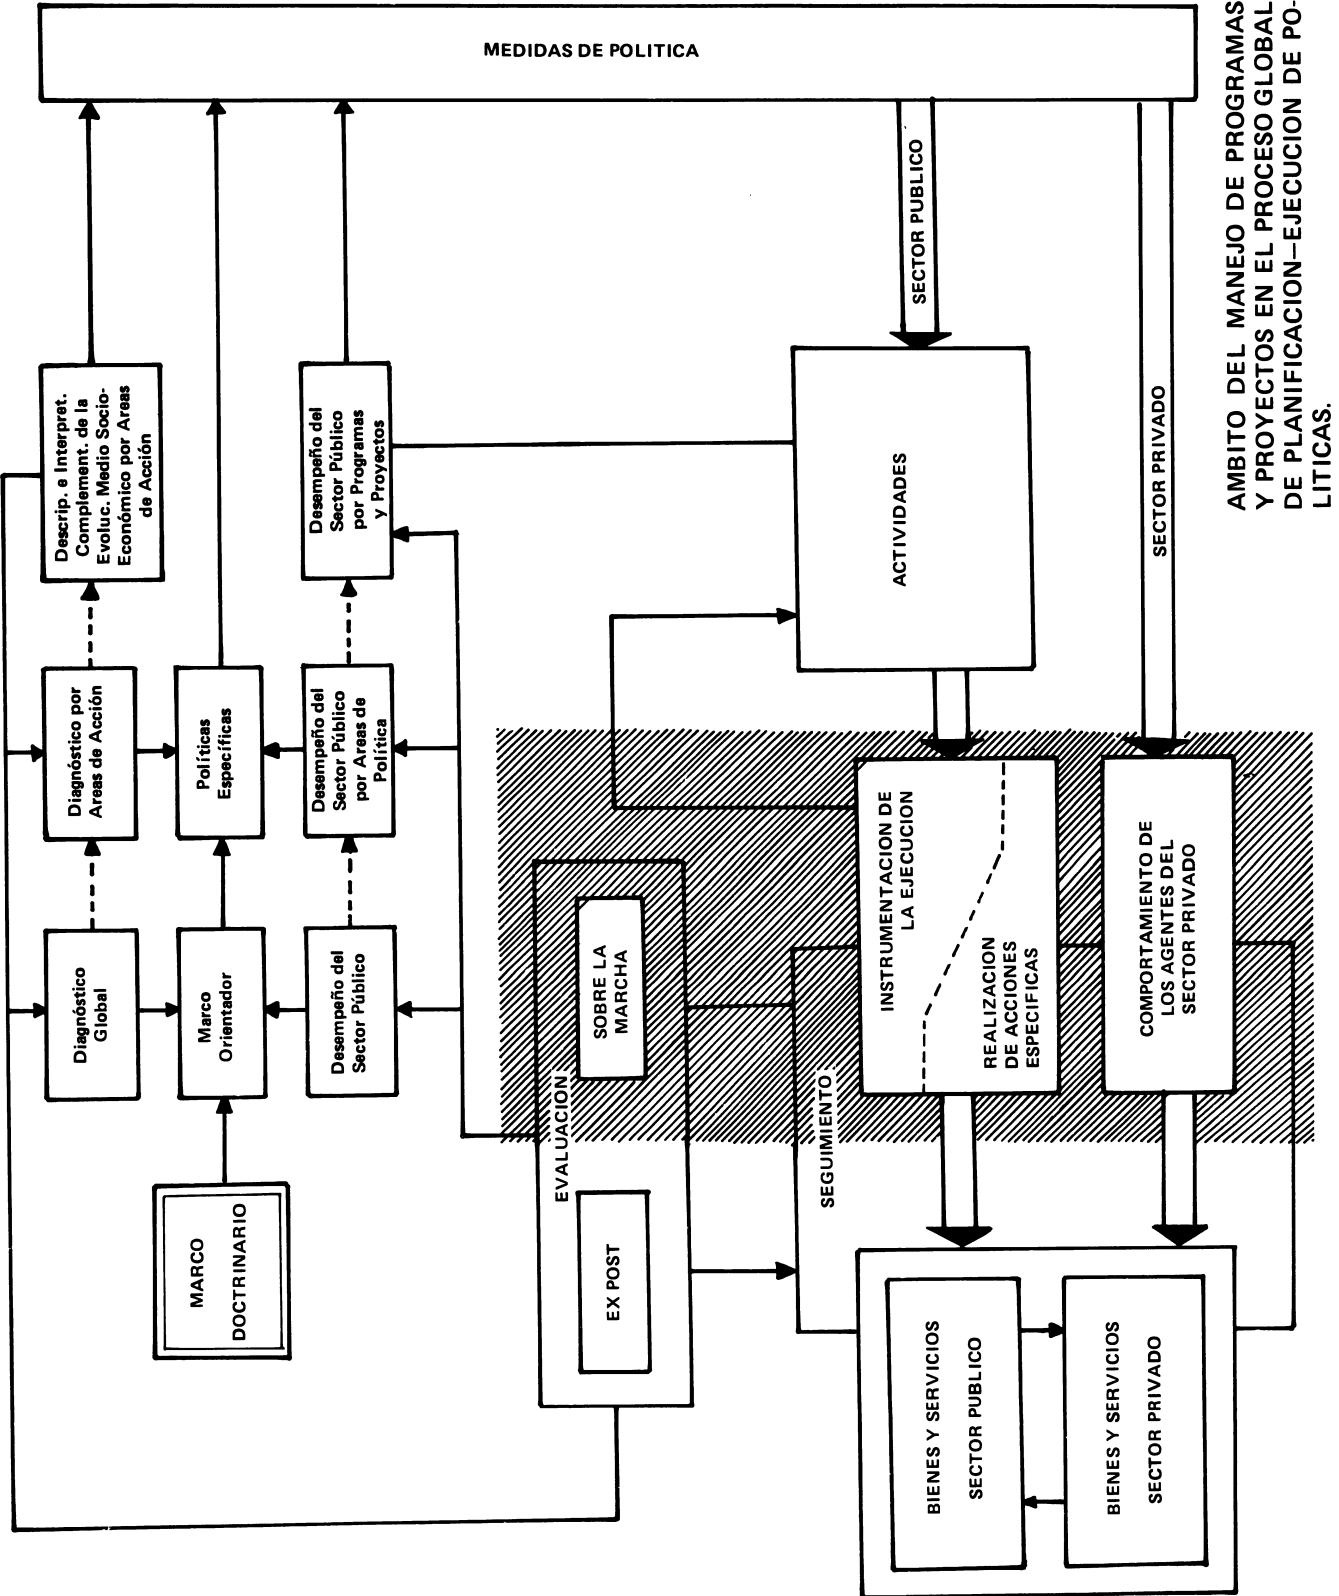 MEDIDAS DE POLITICA
Descrip. e Interpret.
Complement. de la
Evoluc. Medio Socio-
Económico por Areas
de Acción
Desempeño del
Sector Público
por Programas
y Proyectos
SECTOR PUBLICO
SECTOR PRIVADO
ACTIVIDADES
Diagnóstico por
Areas de Acción
Políticas
Específicas
Desempeño del
Sector Público
por Areas de
Política
Diagnóstico
Global
Marco
Orientador
Desempeño del
Sector Público
MARCO
DOCTRINARIO
EVALUACION
SOBRE LA
MARCHA
EX POST
SEGUIMIENTO
INSTRUMENTACION DE
LA EJECUCION
REALIZACION
DE ACCIONES
ESPECIFICAS
COMPORTAMIENTO DE
LOS AGENTES DEL
SECTOR PRIVADO
BIENES Y SERVICIOS
SECTOR PUBLICO
BIENES Y SERVICIOS
SECTOR PRIVADO
AMBITO DEL MANEJO DE PROGRAMAS
Y PROYECTOS EN EL PROCESO GLOBAL
DE PLANIFICACION—EJECUCION DE PO-
LITICAS.